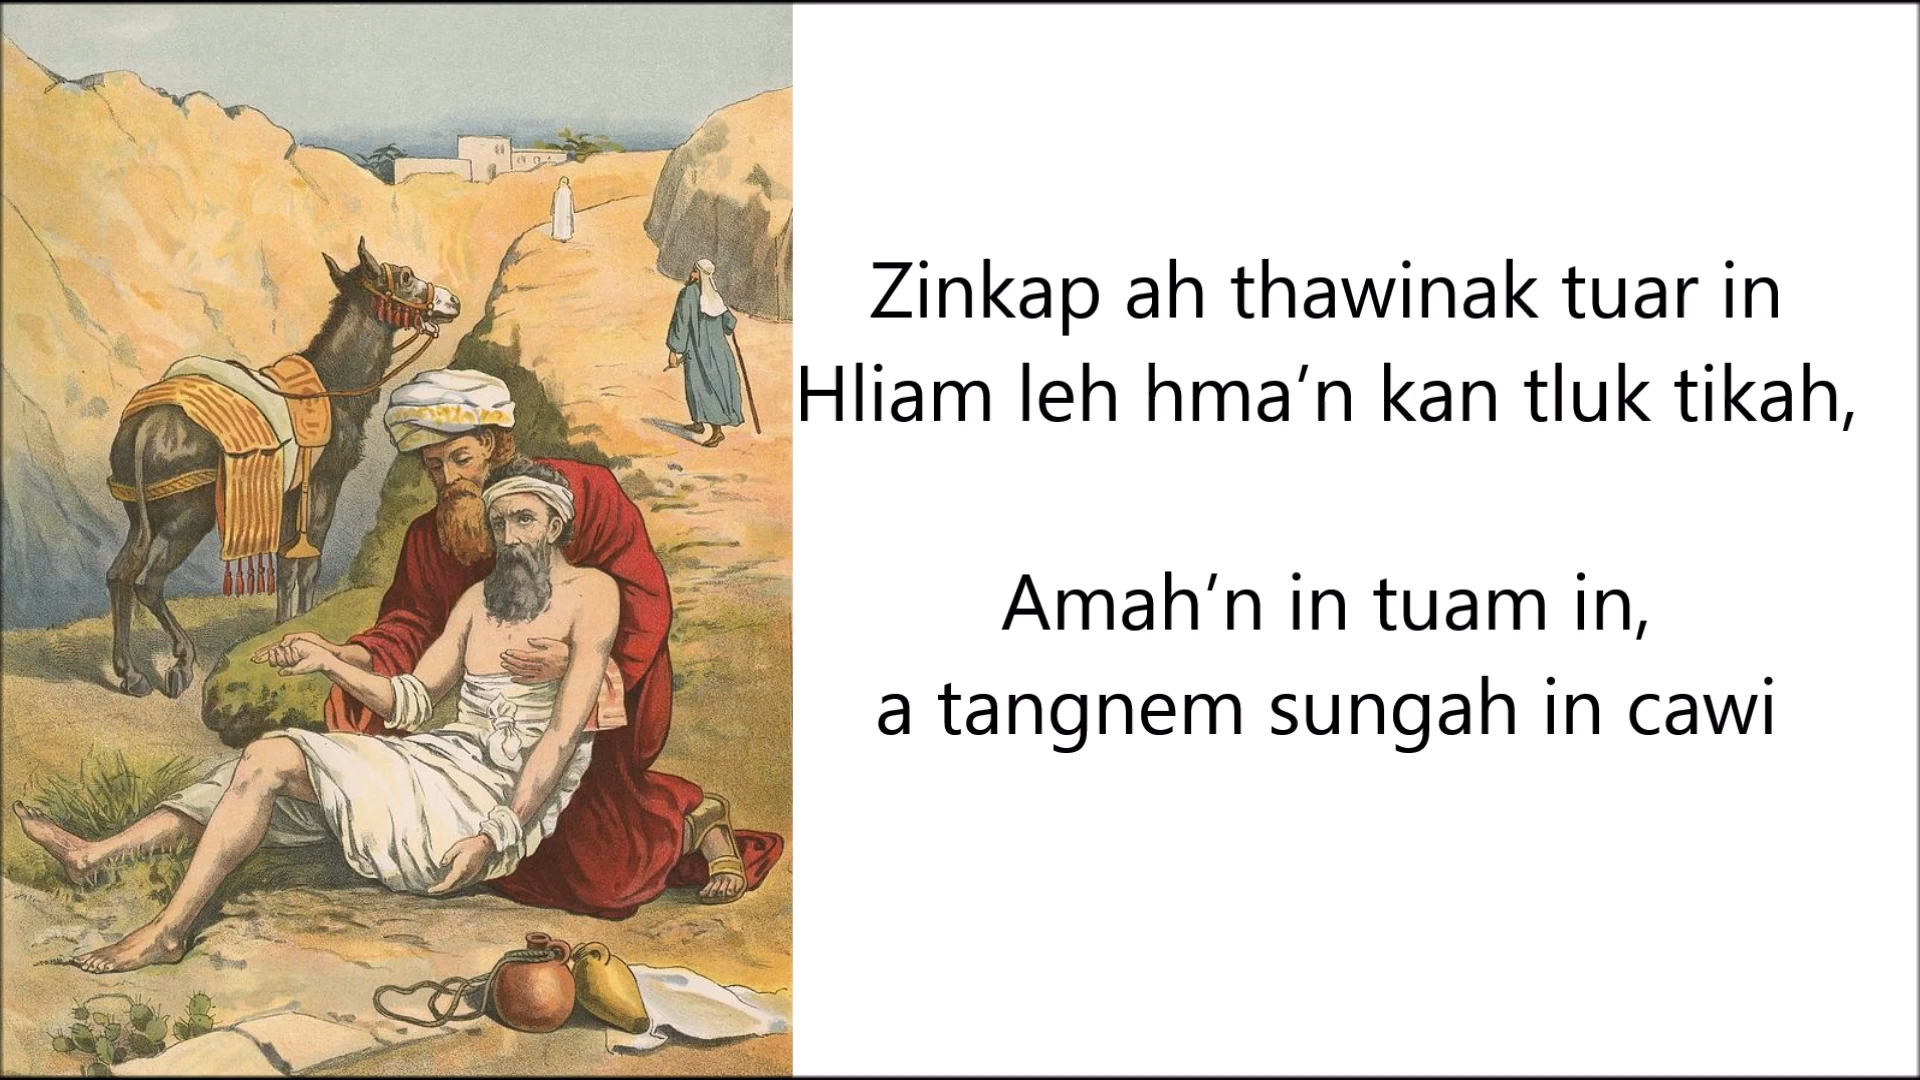 Zinkap ah thawinak tuar in
Hliam leh hma’n kan tluk tikah,
Amah’n in tuam in,
a tangnem sungah in cawi